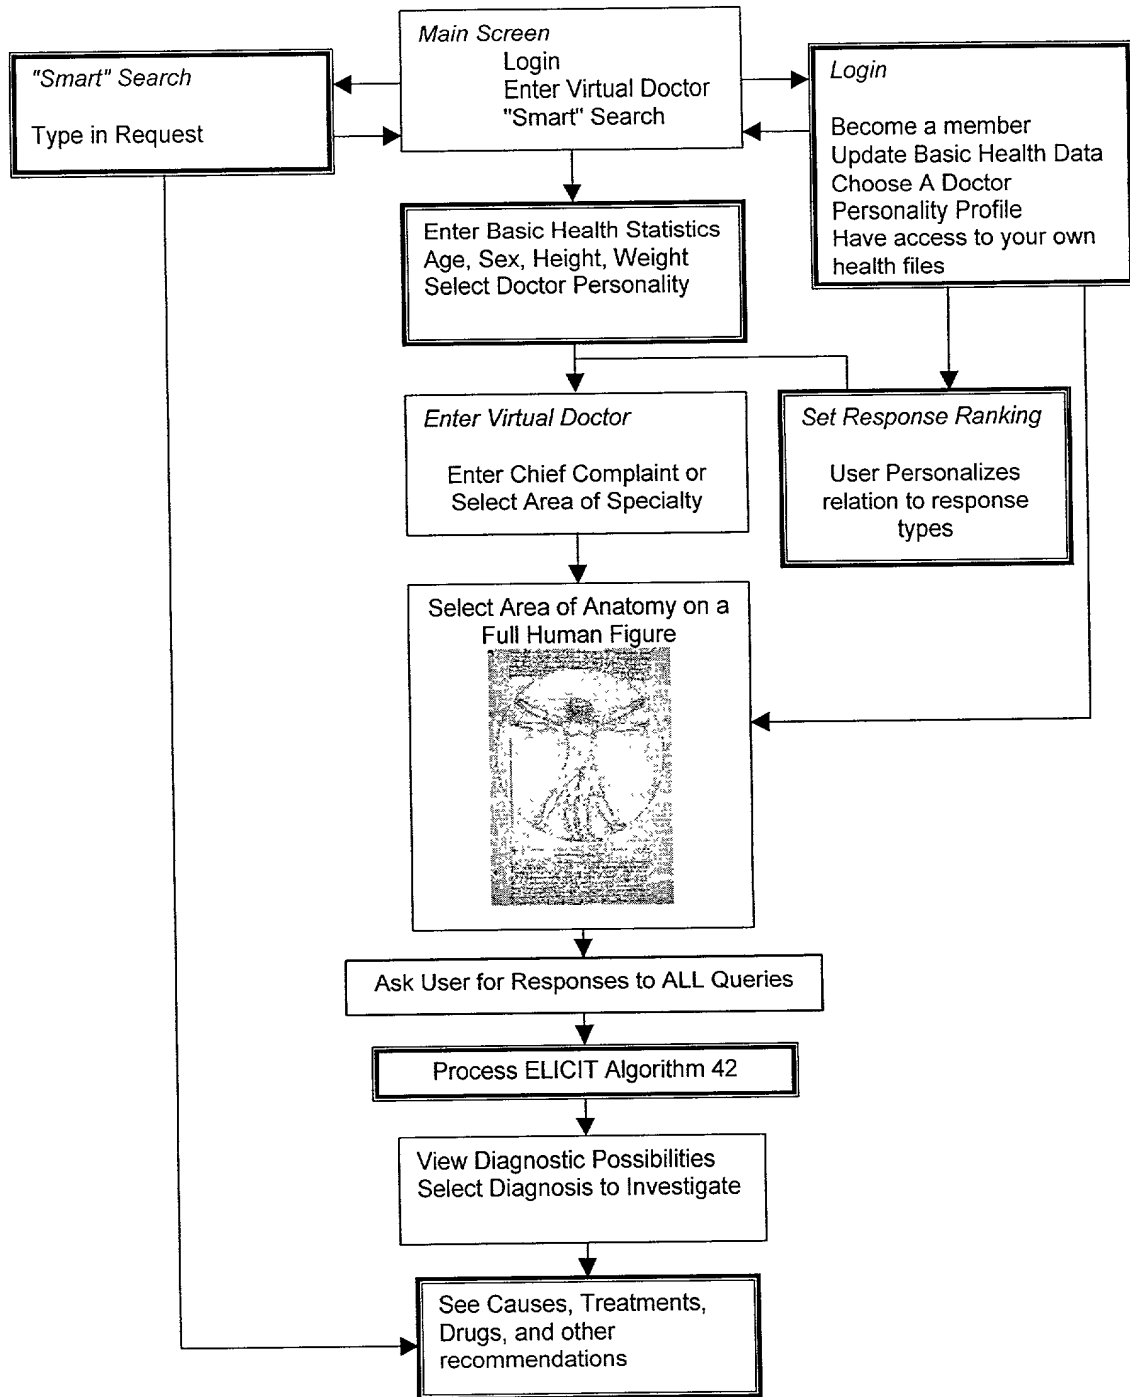 Main Screen
Login
Enter Virtual Doctor
"Smart" Search
"Smart" Search
Type in Request
Login
Become a member
Update Basic Health Data
Choose A Doctor
Personality Profile
Have access to your own
health files
Enter Basic Health Statistics
Age, Sex, Height, Weight
Select Doctor Personality
Enter Virtual Doctor
Enter Chief Complaint or
Select Area of Specialty
Set Response Ranking
User Personalizes
relation to response
types
Select Area of Anatomy on a
Full Human Figure
Ask User for Responses to ALL Queries
Process ELICIT Algorithm 42
View Diagnostic Possibilities
Select Diagnosis to Investigate
See Causes, Treatments,
Drugs, and other
recommendations